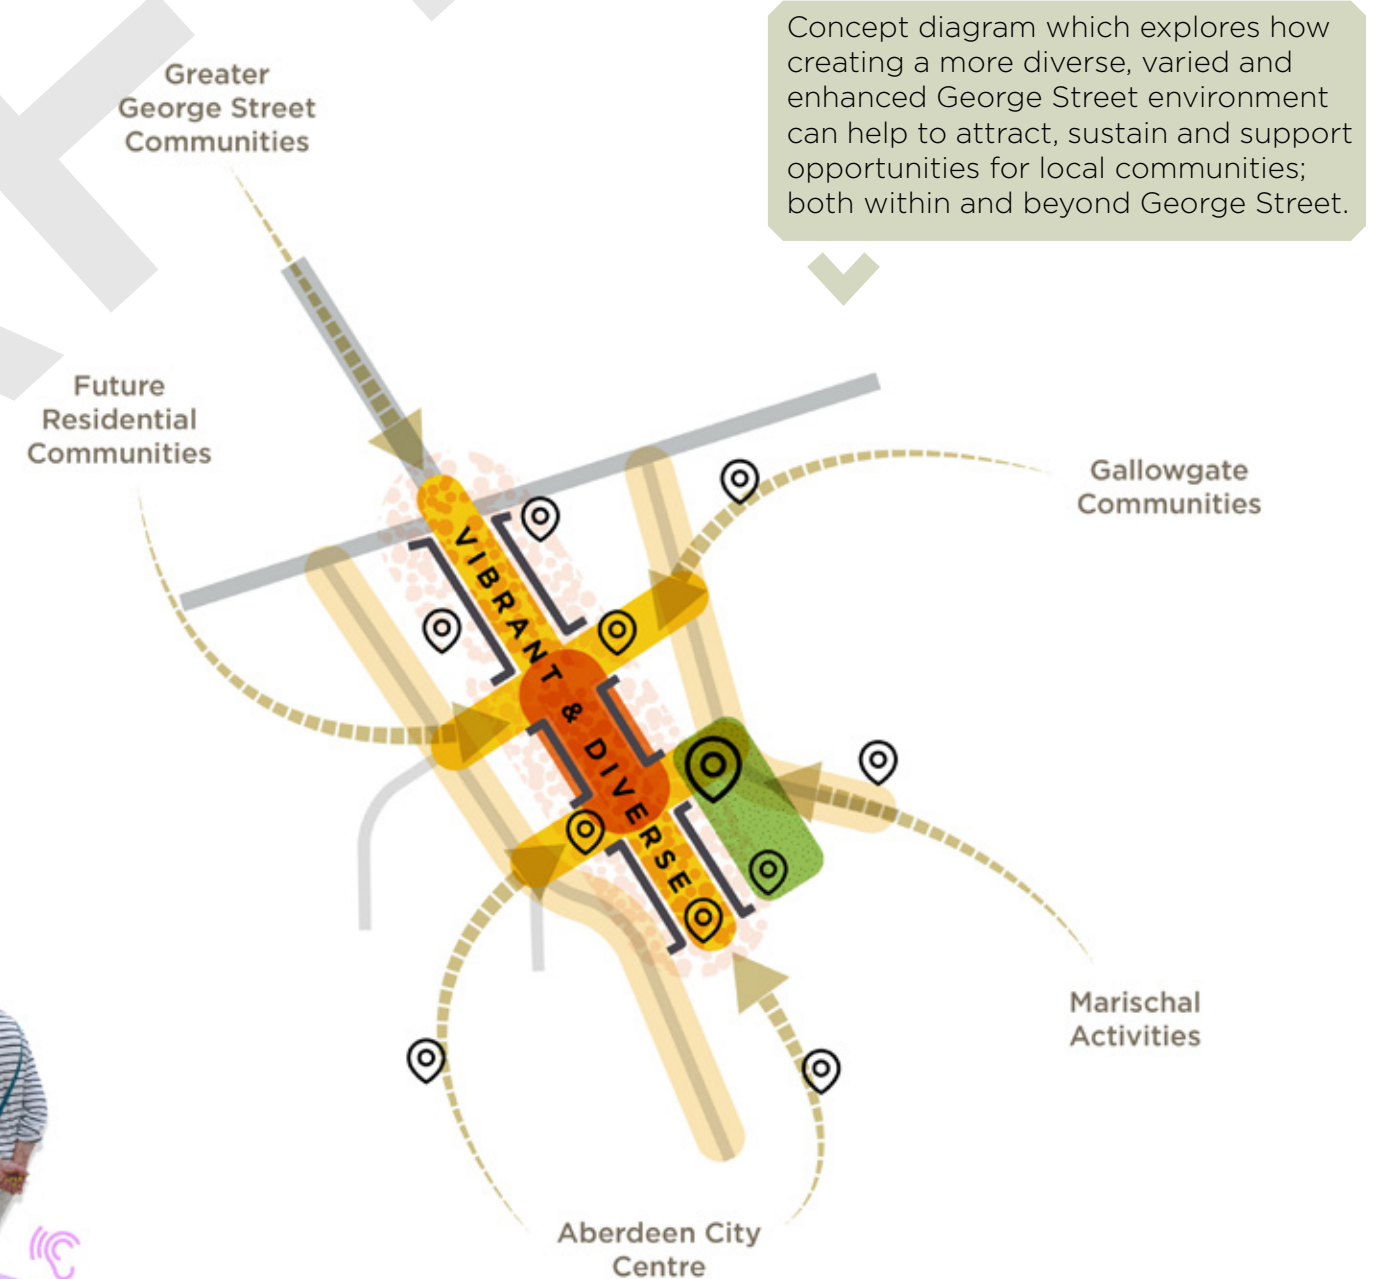 Concept diagram which explores how
creating a more diverse, varied and
enhanced George Street environment
can help to attract, sustain and support
opportunities for local communities;
both within and beyond George Street.
Greater
George Street
Communities
Future
Residential
Communities
Gallowgate
Communities
VIBRANT & DIVERSE
Marischal
Activities
Aberdeen City
Centre